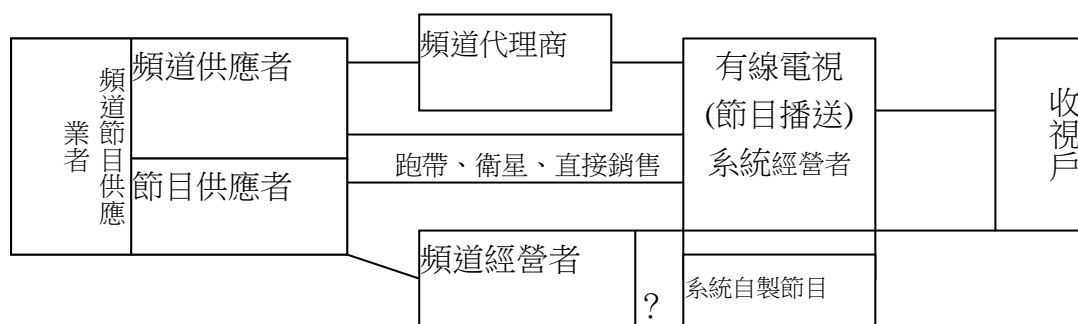 頻道節目供應
業者
頻道供應者
節目供應者
頻道代理商
跑帶、衛星、直接銷售
頻道經營者
?
有線電視
(節目播送)
系統經營者
系統自製節目
收視戶